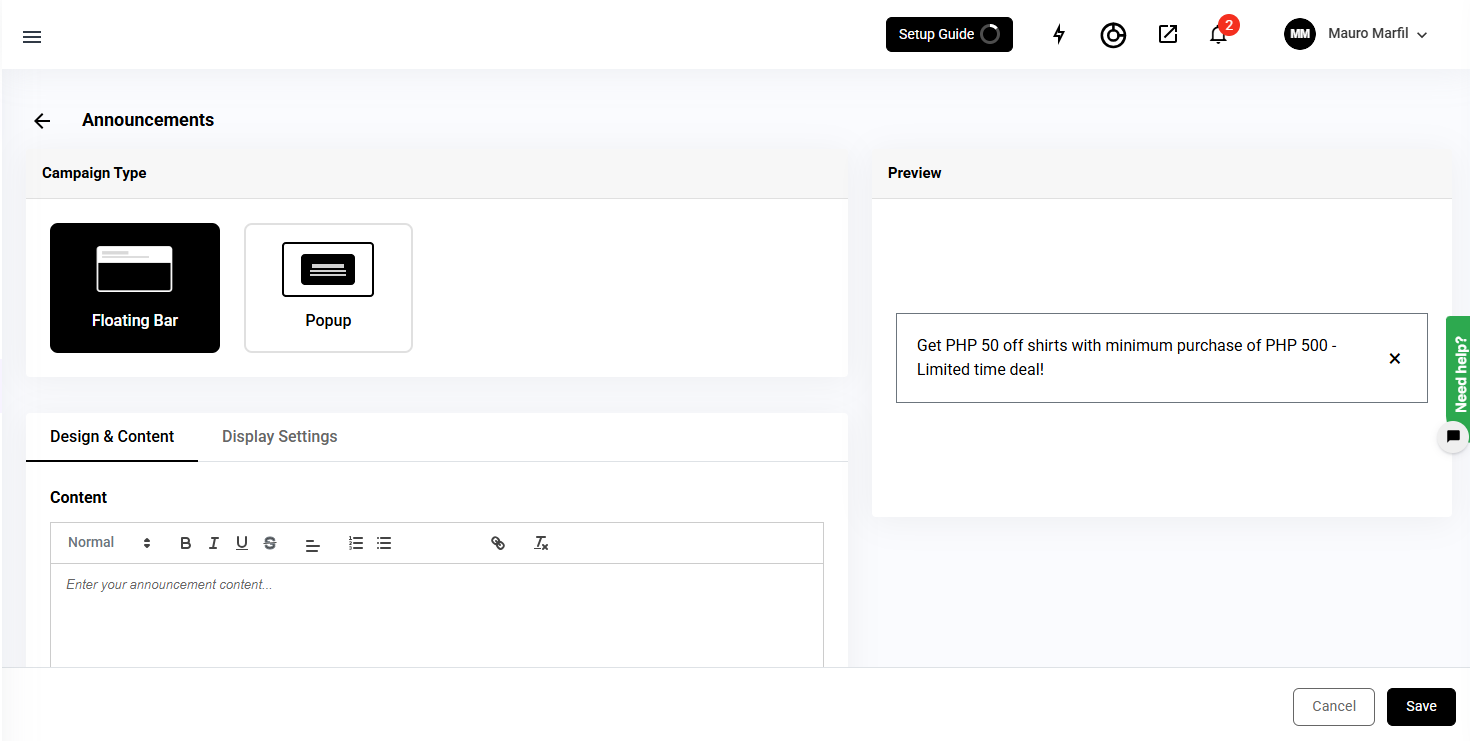 Setup Guide
2
MM
Mauro Marfil
Announcements
Campaign Type
Floating Bar
Popup
Preview
Get PHP 50 off shirts with minimum purchase of PHP 500 -
Limited time deal!
Need help?
Design & Content
Display Settings
Content
Normal
Enter your announcement content...
Cancel
Save